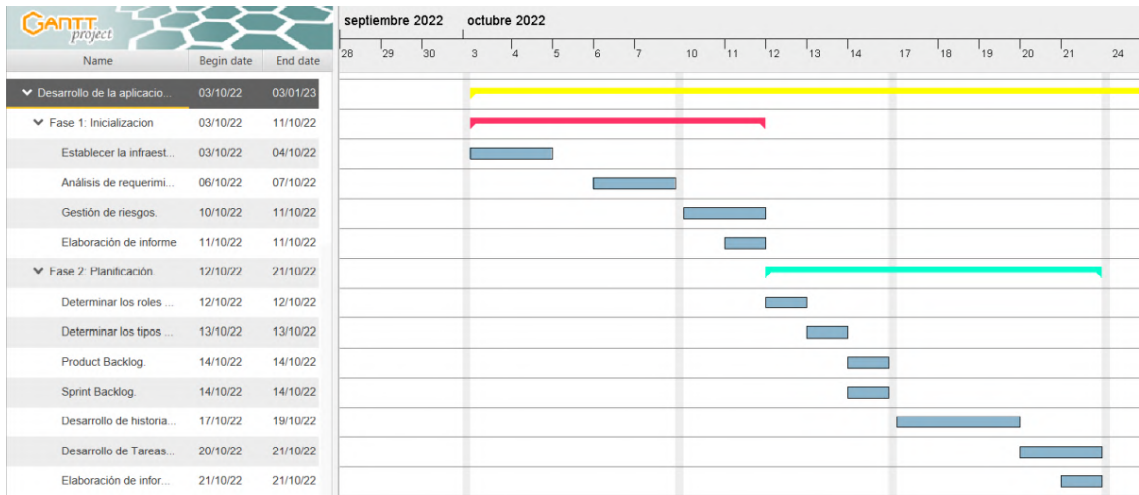 GANTT project
septiembre 2022 octubre 2022
Name Begin date End date 28 29 30 3 4 5 6 7 10 11 12 13 14 17 18 19 20 21 24
Desarrollo de la aplicacio... 03/10/22 03/01/23
Fase 1: Inicializacion 03/10/22 11/10/22
Establecer la infraest... 03/10/22 04/10/22
Análisis de requerimi... 06/10/22 07/10/22
Gestión de riesgos. 10/10/22 11/10/22
Elaboración de informe 11/10/22 11/10/22
Fase 2: Planificación. 12/10/22 21/10/22
Determinar los roles ... 12/10/22 12/10/22
Determinar los tipos ... 13/10/22 13/10/22
Product Backlog. 14/10/22 14/10/22
Sprint Backlog. 14/10/22 14/10/22
Desarrollo de historia... 17/10/22 19/10/22
Desarrollo de Tareas... 20/10/22 21/10/22
Elaboración de infor... 21/10/22 21/10/22